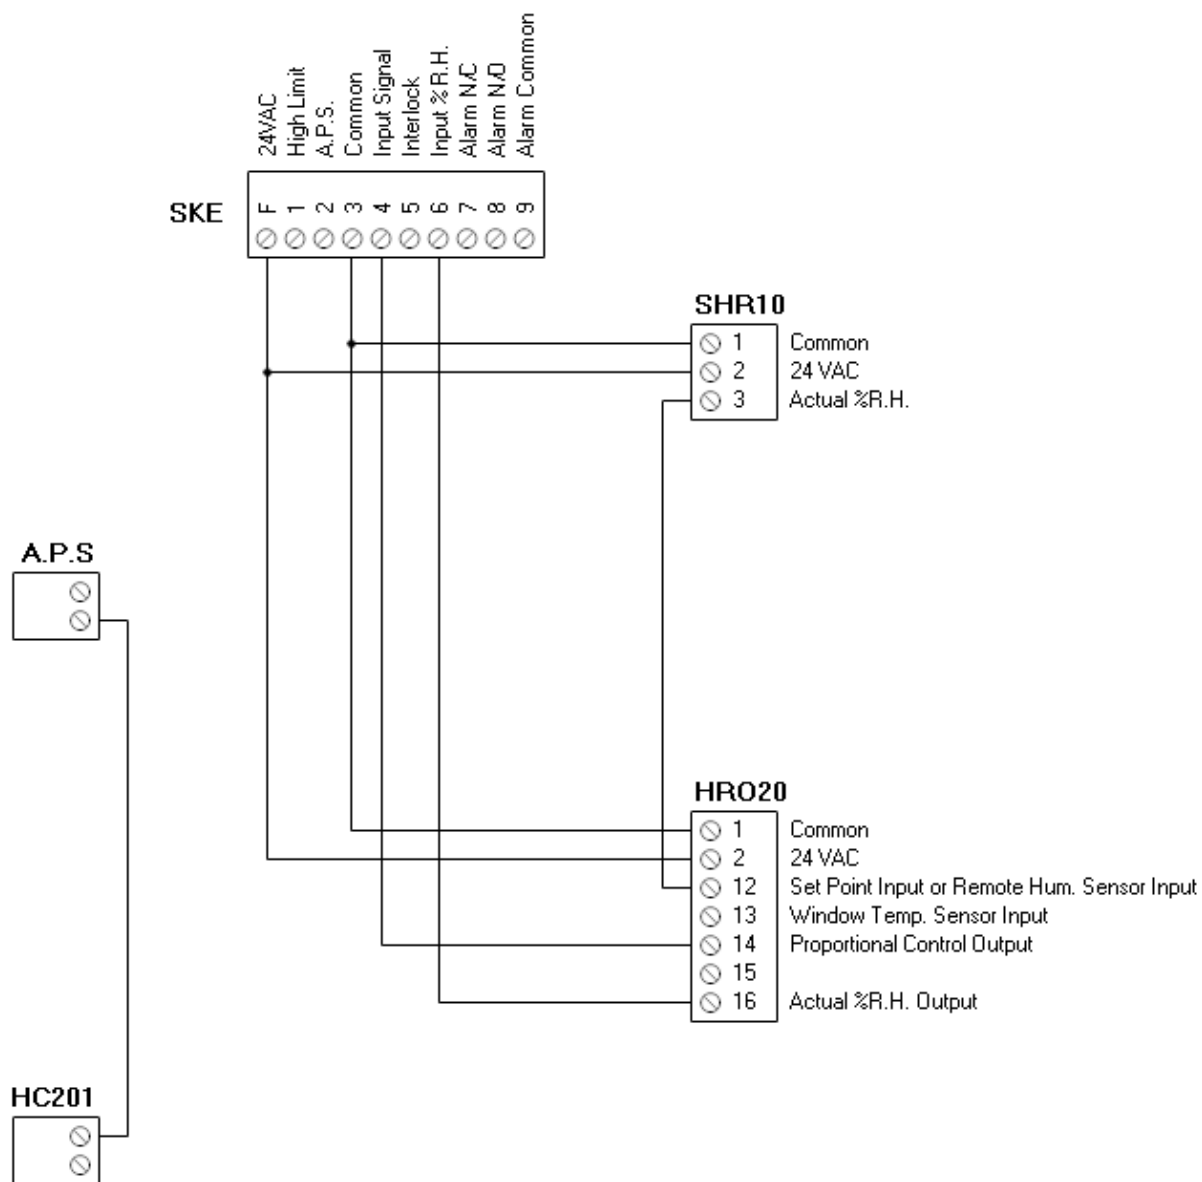 24VAC
High Limit
A.P.S.
Common
Input Signal
Interlock
Input % R.H.
Alarm N/C
Alarm N/O
Alarm Common
SKE
F 1 2 3 4 5 6 7 8 9
SHR10
1 Common
2 24 VAC
3 Actual %R.H.
A.P.S
HRO20
1 Common
2 24 VAC
12 Set Point Input or Remote Hum. Sensor Input
13 Window Temp. Sensor Input
14 Proportional Control Output
15
16 Actual %R.H. Output
HC201